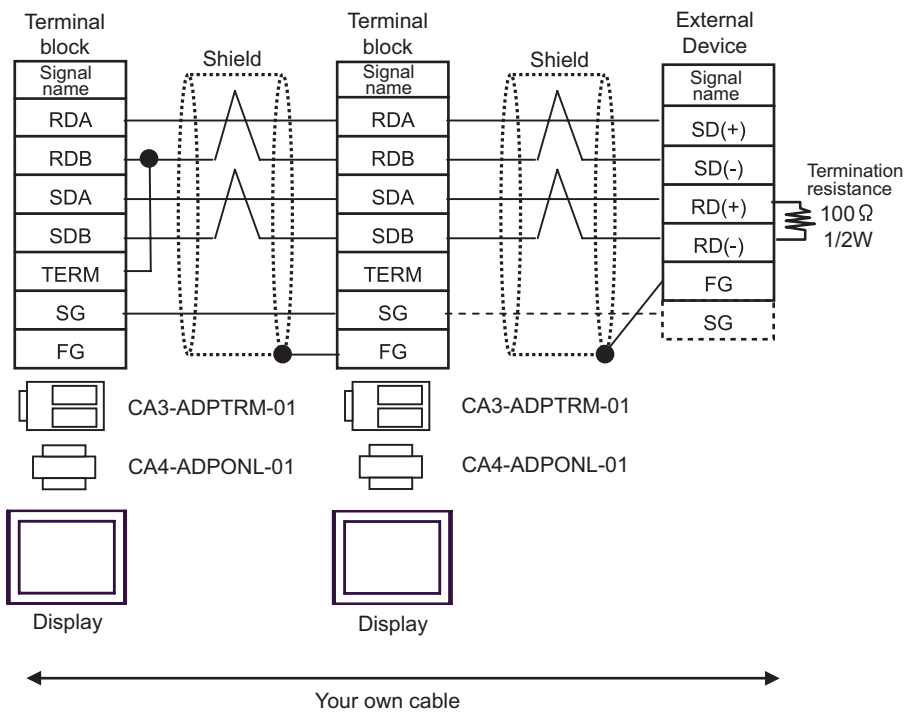 Terminal
block
Signal
name
RDA
RDB
SDA
SDB
TERM
SG
FG
Shield
Terminal
block
Signal
name
RDA
RDB
SDA
SDB
TERM
SG
FG
Shield
External
Device
Signal
name
SD(+)
SD(-)
RD(+)
RD(-)
FG
SG
Termination
resistance
100Ω
1/2W
CA3-ADPTRM-01
CA3-ADPTRM-01
CA4-ADPONL-01
CA4-ADPONL-01
Display
Display
Your own cable